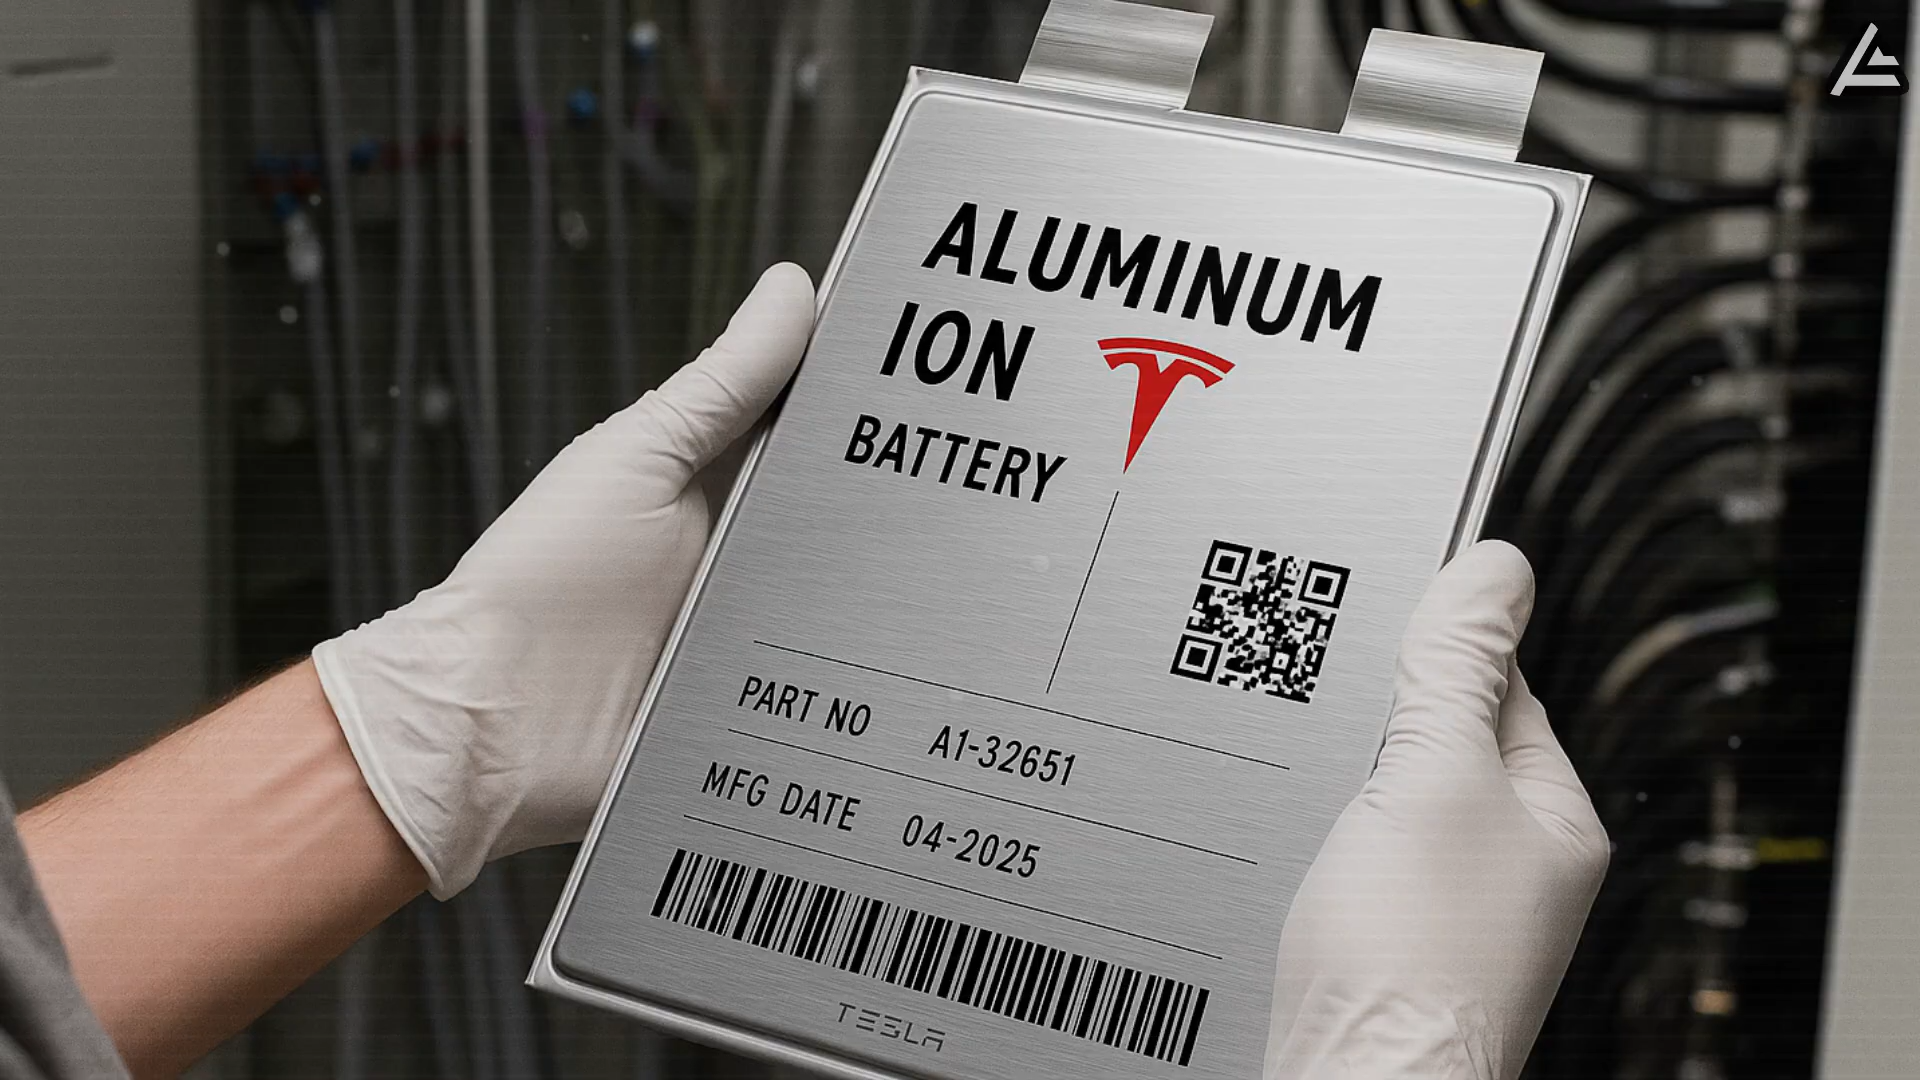 ALUMINUM
ION
BATTERY
PART NO A1-32651
MFG DATE 04-2025
TESLA